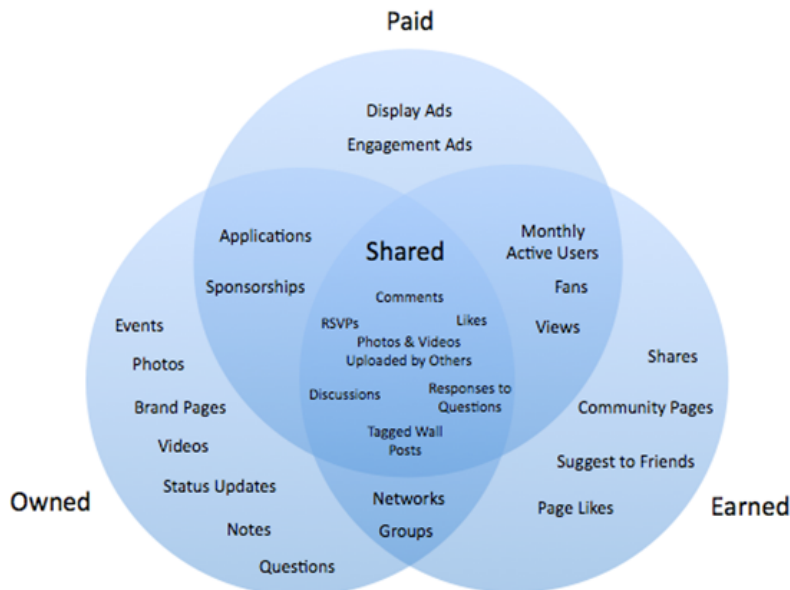 Paid
Display Ads
Engagement Ads
Applications
Sponsorships
Shared
Monthly
Active Users
Fans
Views
Comments
RSVPs
Likes
Photos & Videos
Uploaded by Others
Discussions
Responses to
Questions
Tagged Wall
Posts
Events
Photos
Brand Pages
Videos
Status Updates
Notes
Questions
Owned
Networks
Groups
Shares
Community Pages
Suggest to Friends
Page Likes
Earned